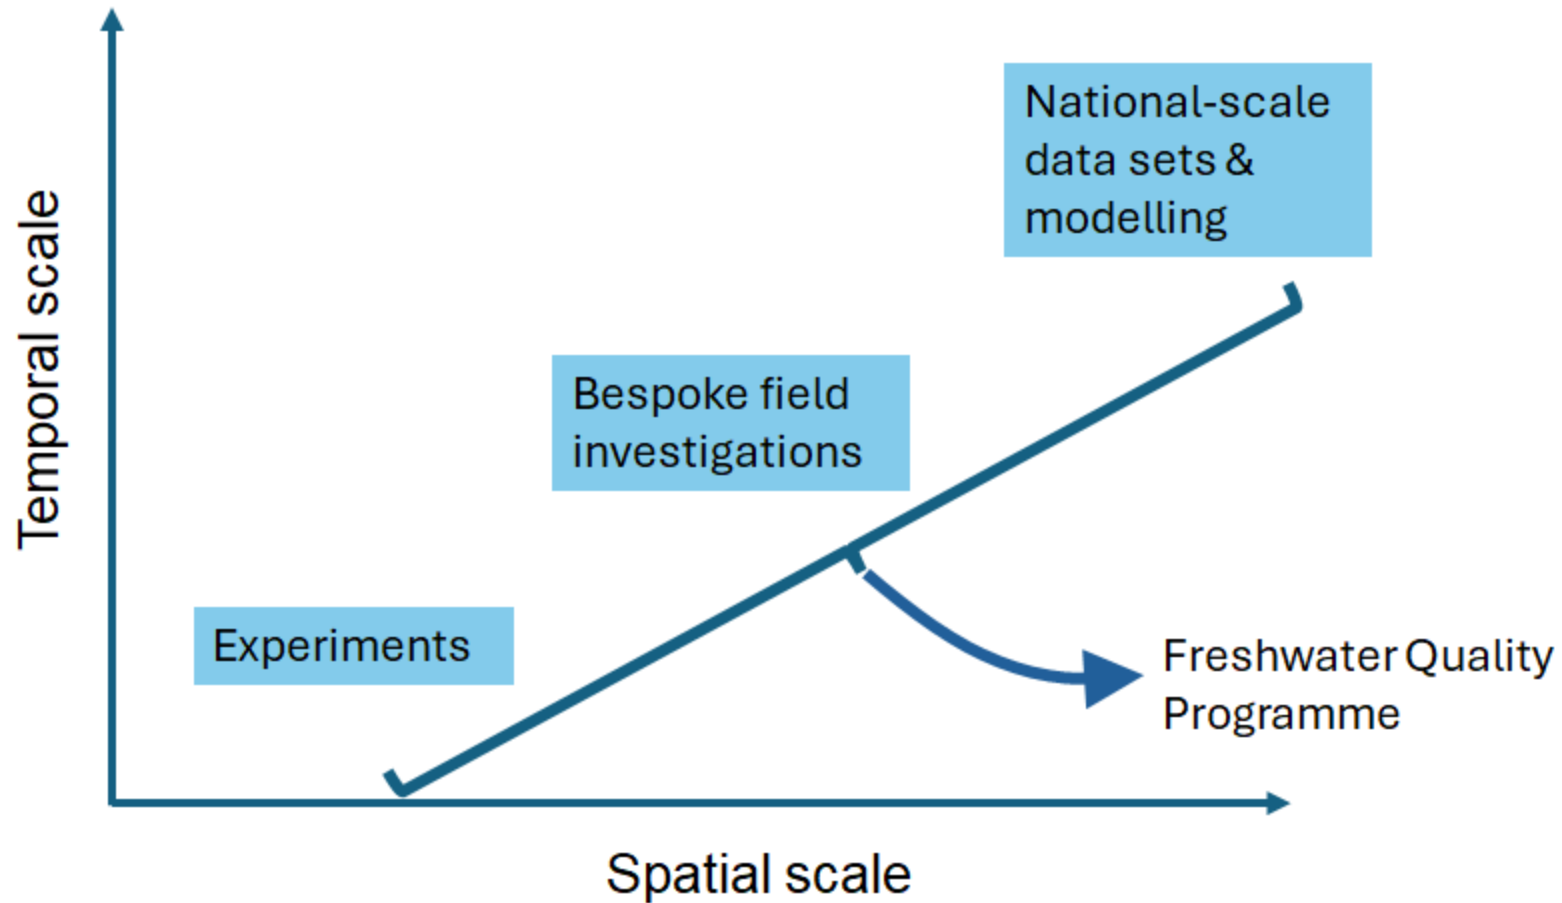 Temporal scale
National-scale
data sets &
modelling
Bespoke field
investigations
Experiments
Freshwater Quality
Programme
Spatial scale